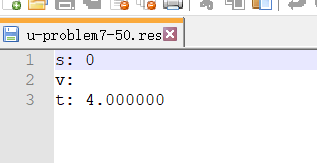 u-problem7-50.res
1 s: 0
2 v:
3 t: 4.000000